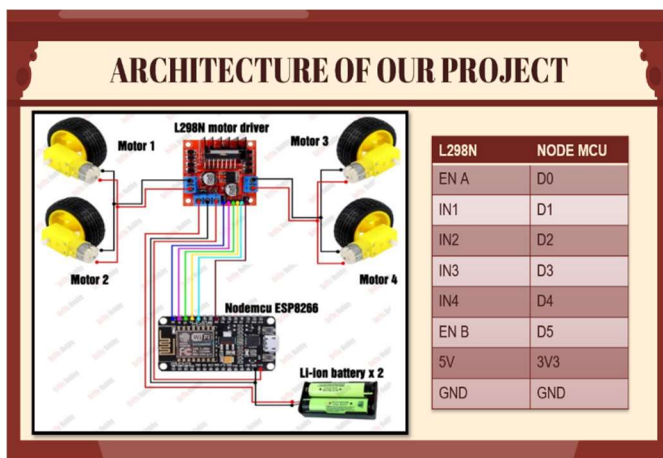 ARCHITECTURE OF OUR PROJECT
L298N motor driver
Motor 1
Motor 3
Motor 2
Motor 4
Nodemcu ESP8266
Li-ion battery x 2
L298N NODE MCU
EN A D0
IN1 D1
IN2 D2
IN3 D3
IN4 D4
EN B D5
5V 3V3
GND GND